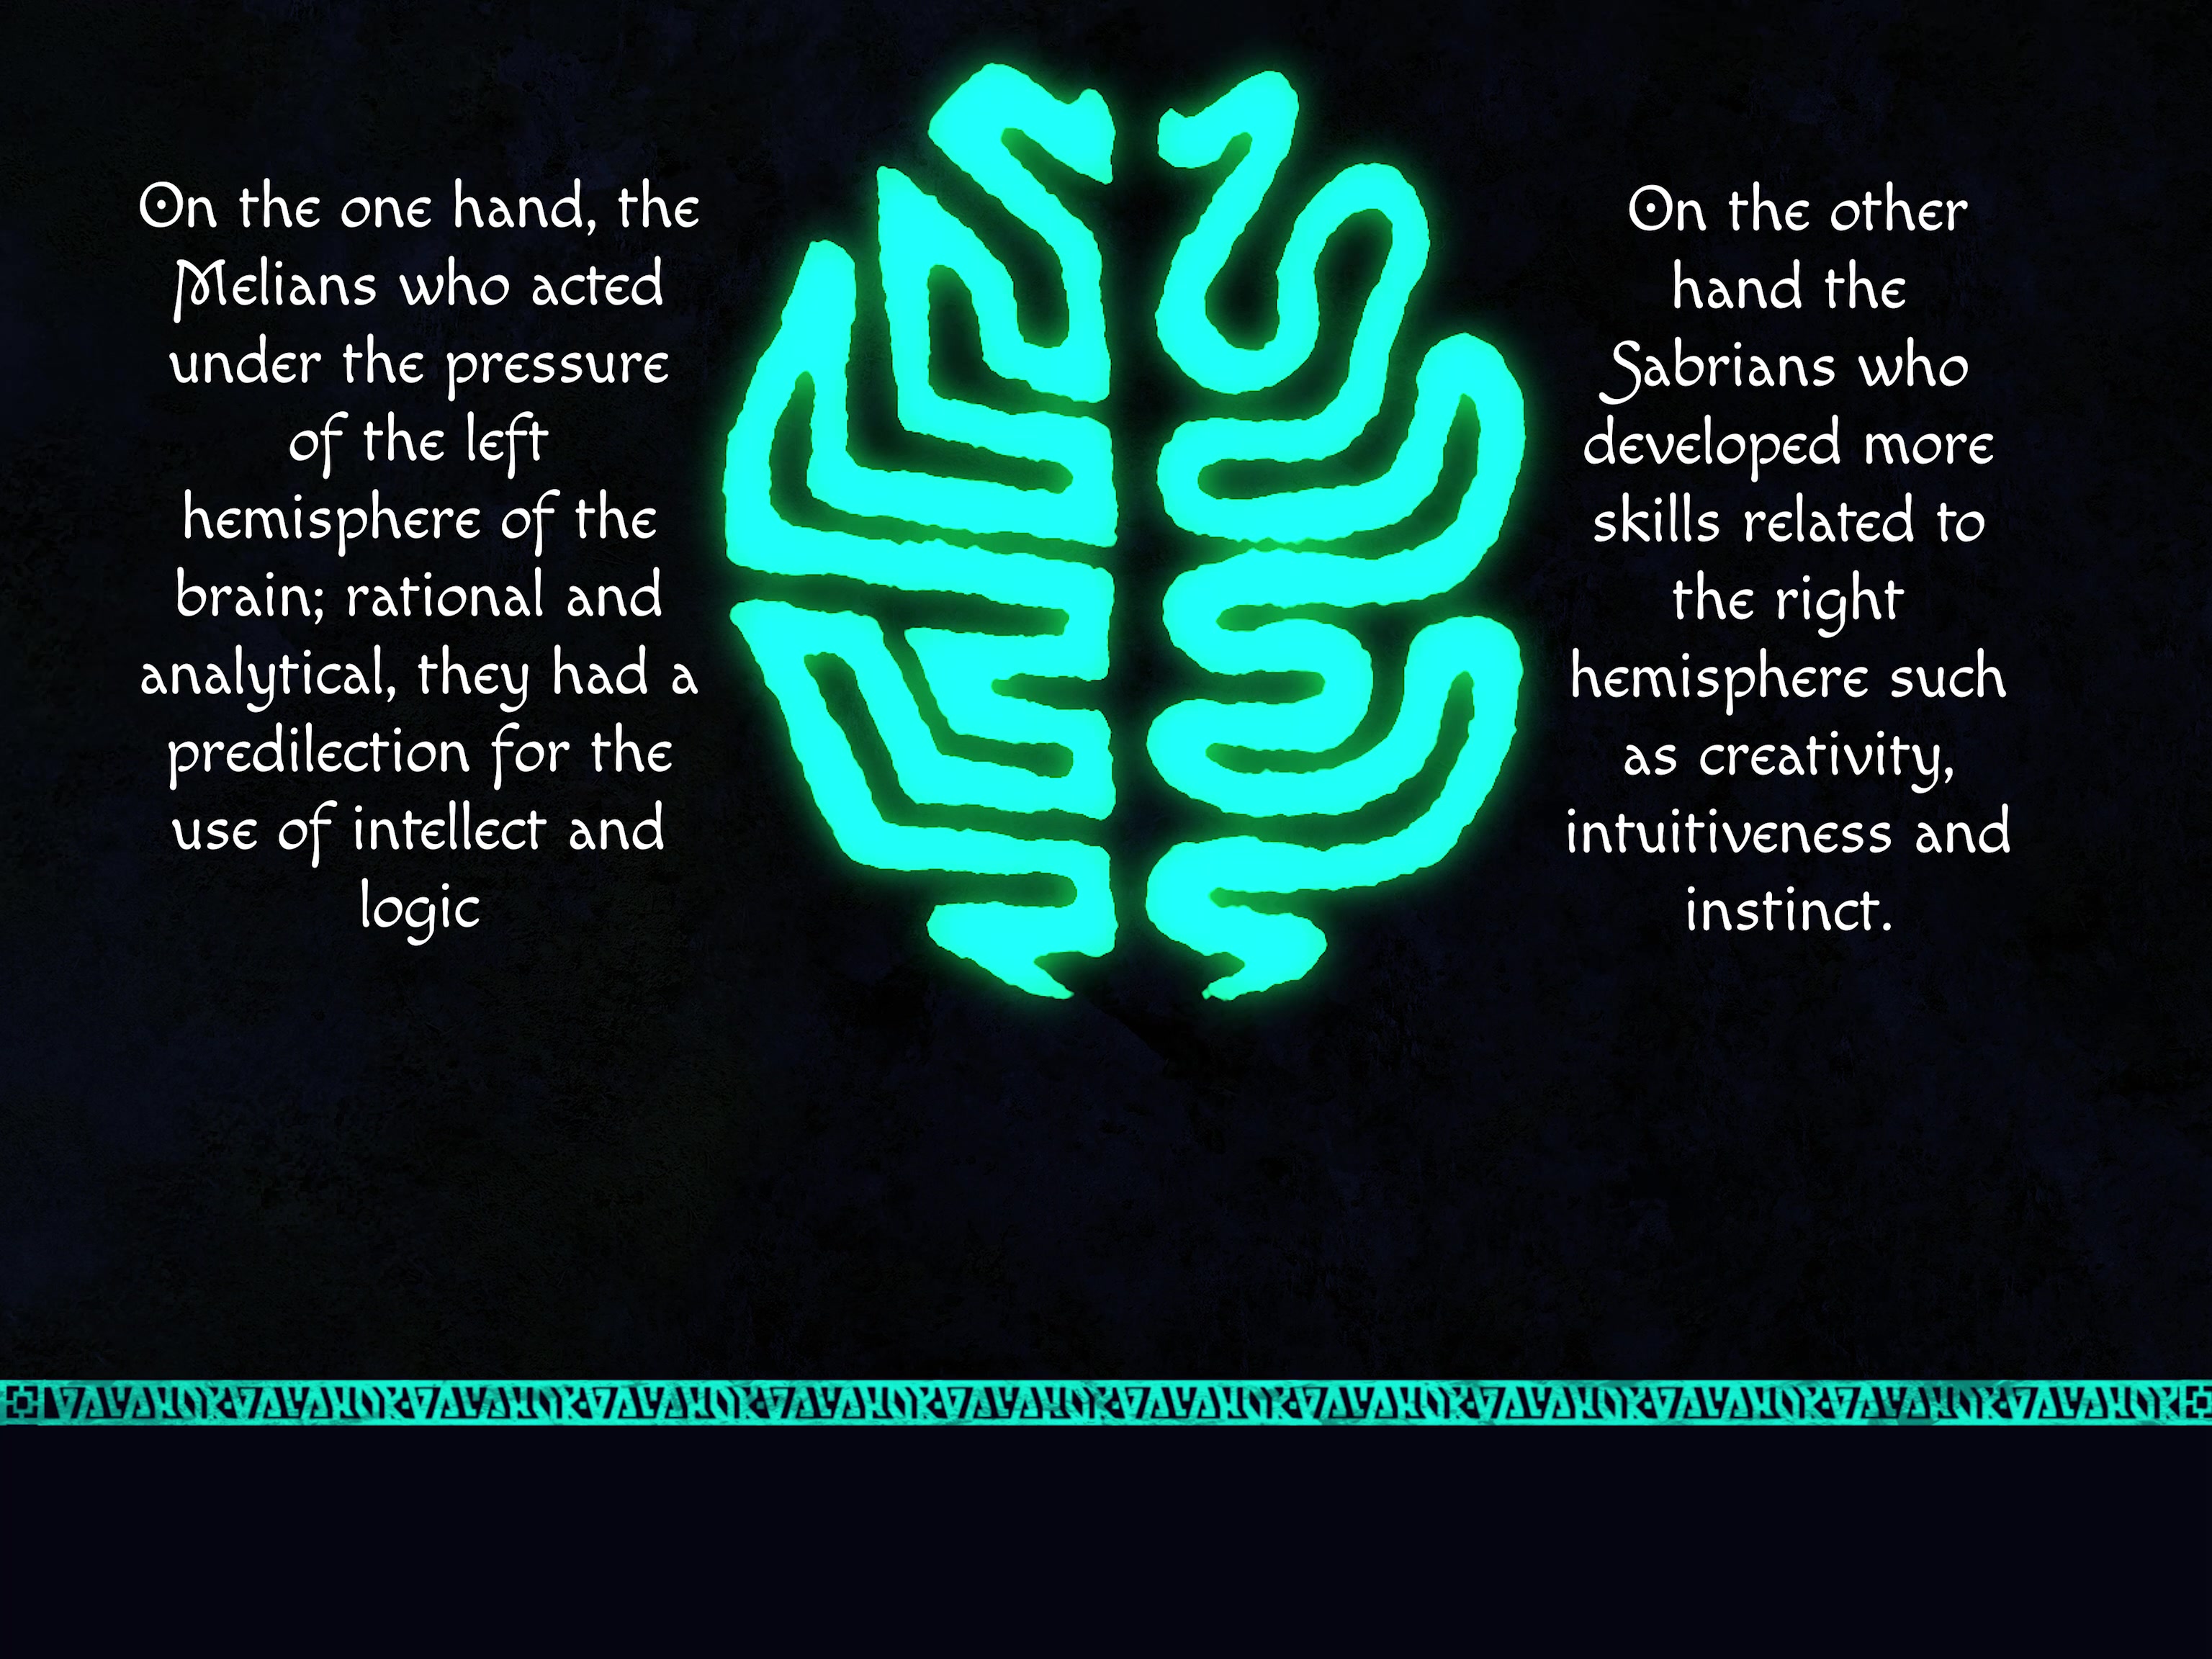 On the one hand, the
Melians who acted
under the pressure
of the left
hemisphere of the
brain; rational and
analytical, they had a
predilection for the
use of intellect and
logic
On the other
hand the
Sabrians who
developed more
skills related to
the right
hemisphere such
as creativity,
intuitiveness and
instinct.